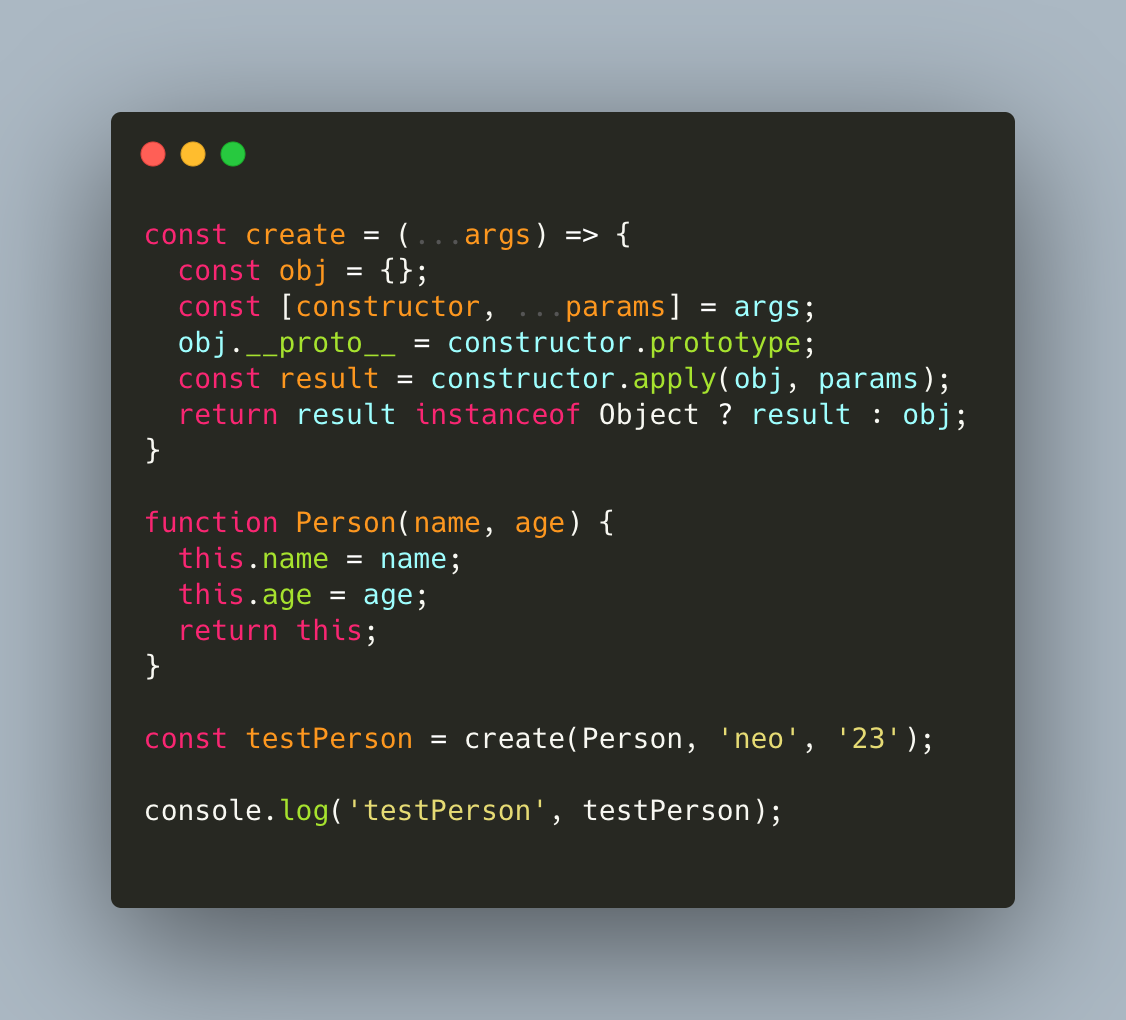 const create = (...args) => {
  const obj = {};
  const [constructor, ...params] = args;
  obj.__proto__ = constructor.prototype;
  const result = constructor.apply(obj, params);
  return result instanceof Object ? result : obj;
}

function Person(name, age) {
  this.name = name;
  this.age = age;
  return this;
}

const testPerson = create(Person, 'neo', '23');

console.log('testPerson', testPerson);